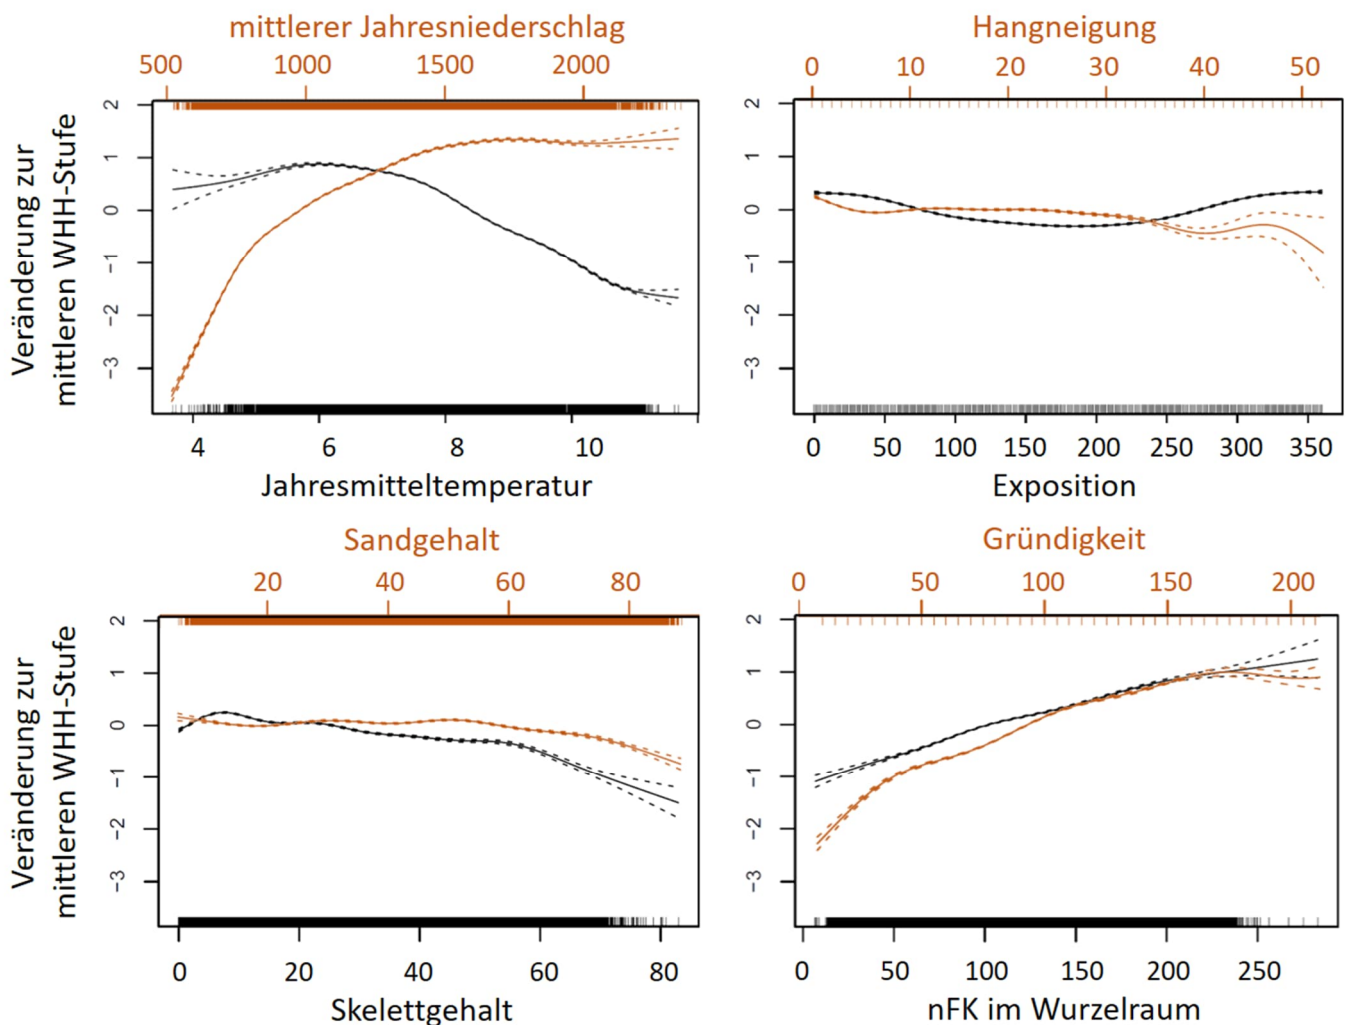 mittlerer Jahresniederschlag
500 1000 1500 2000
Veränderung zur
mittleren WHH-Stufe
2
1
0
−1
−2
−3
4 6 8 10
Jahresmitteltemperatur
Hangneigung
0 10 20 30 40 50
2
1
0
−1
−2
−3
0 50 100 150 200 250 300 350
Exposition
Sandgehalt
20 40 60 80
Veränderung zur
mittleren WHH-Stufe
2
1
0
−1
−2
−3
0 20 40 60 80
Skelettgehalt
Gründigkeit
0 50 100 150 200
2
1
0
−1
−2
−3
0 50 100 150 200 250
nFK im Wurzelraum